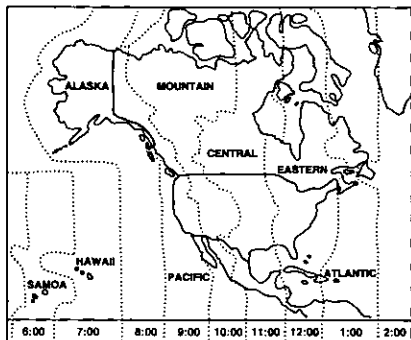 ALASKA MOUNTAIN
CENTRAL
EASTERN
HAWAII
SAMOA
PACIFIC
ATLANTIC
6:00 7:00 8:00 9:00 10:00 11:00 12:00 1:00 2:00